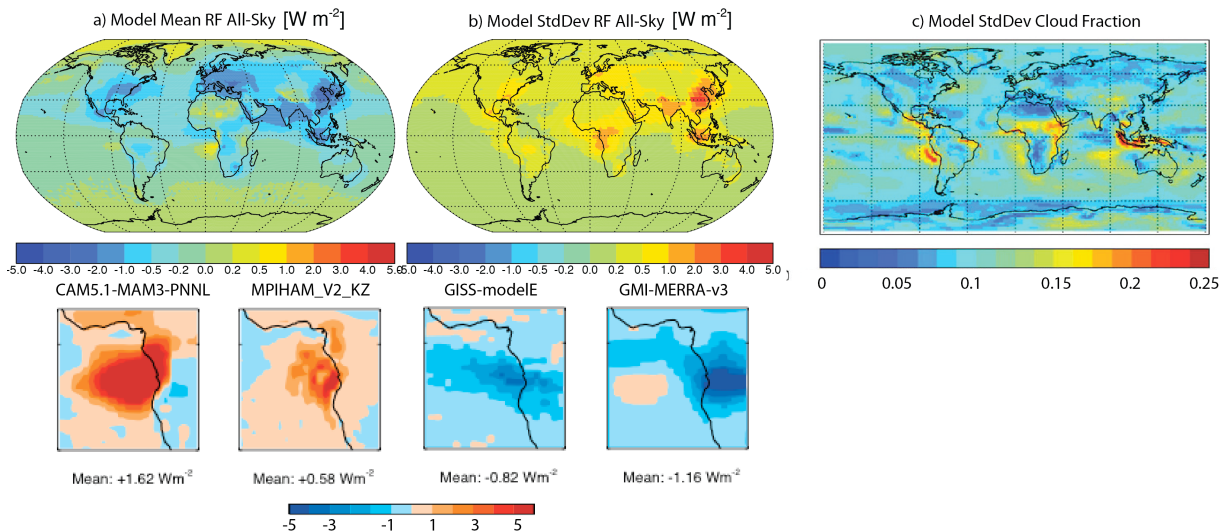 a) Model Mean RF All-Sky [W m-2]
b) Model StdDev RF All-Sky [W m-2]
c) Model StdDev Cloud Fraction
-5.0 -4.0 -3.0 -2.0 -1.0 -0.5 -0.2 0.0 0.2 0.5 1.0 2.0 3.0 4.0 5.0
-5.0 -4.0 -3.0 -2.0 -1.0 -0.5 -0.2 0.0 0.2 0.5 1.0 2.0 3.0 5.0
0 0.05 0.1 0.15 0.2 0.25
CAM5.1-MAM3-PNNL
MPIHAM_V2_KZ
GISS-modelE
GMI-MERRA-v3
Mean: +1.62 Wm-2
Mean: +0.58 Wm-2
Mean: -0.82 Wm-2
Mean: -1.16 Wm-2
-5 -3 -1 1 3 5